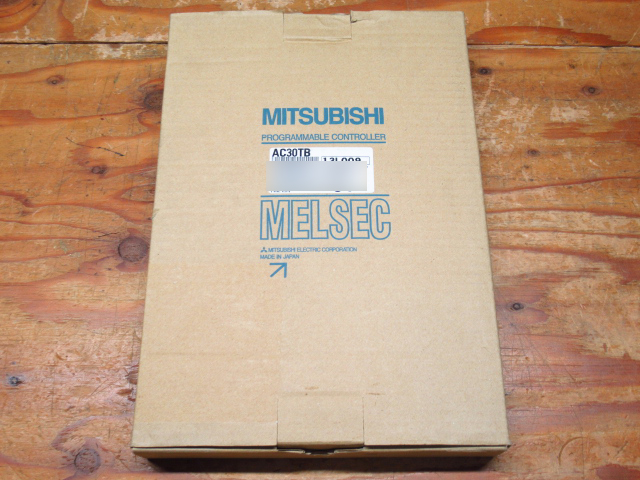 MITSUBISHI
PROGRAMMABLE CONTROLLER
AC30TB
MELSEC
MITSUBISHI ELECTRIC CORPORATION
MADE IN JAPAN